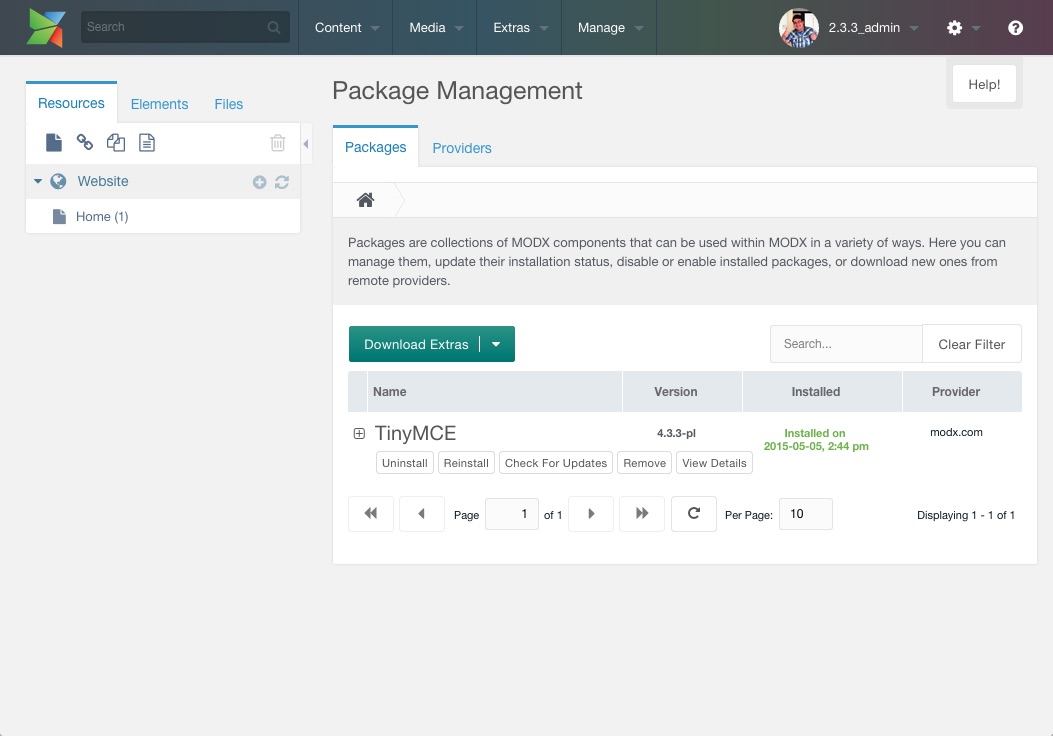 Search
Content
Media
Extras
Manage
2.3.3_admin
Help!
Resources
Elements
Files
Website
Home (1)
Package Management
Packages
Providers
Packages are collections of MODX components that can be used within MODX in a variety of ways. Here you can
manage them, update their installation status, disable or enable installed packages, or download new ones from
remote providers.
Download Extras
Search...
Clear Filter
Name Version Installed Provider
TinyMCE 4.3.3-pl Installed on modx.com
2015-05-05, 2:44 pm
Uninstall Reinstall Check For Updates Remove View Details
Page 1 of 1 Per Page: 10 Displaying 1 - 1 of 1